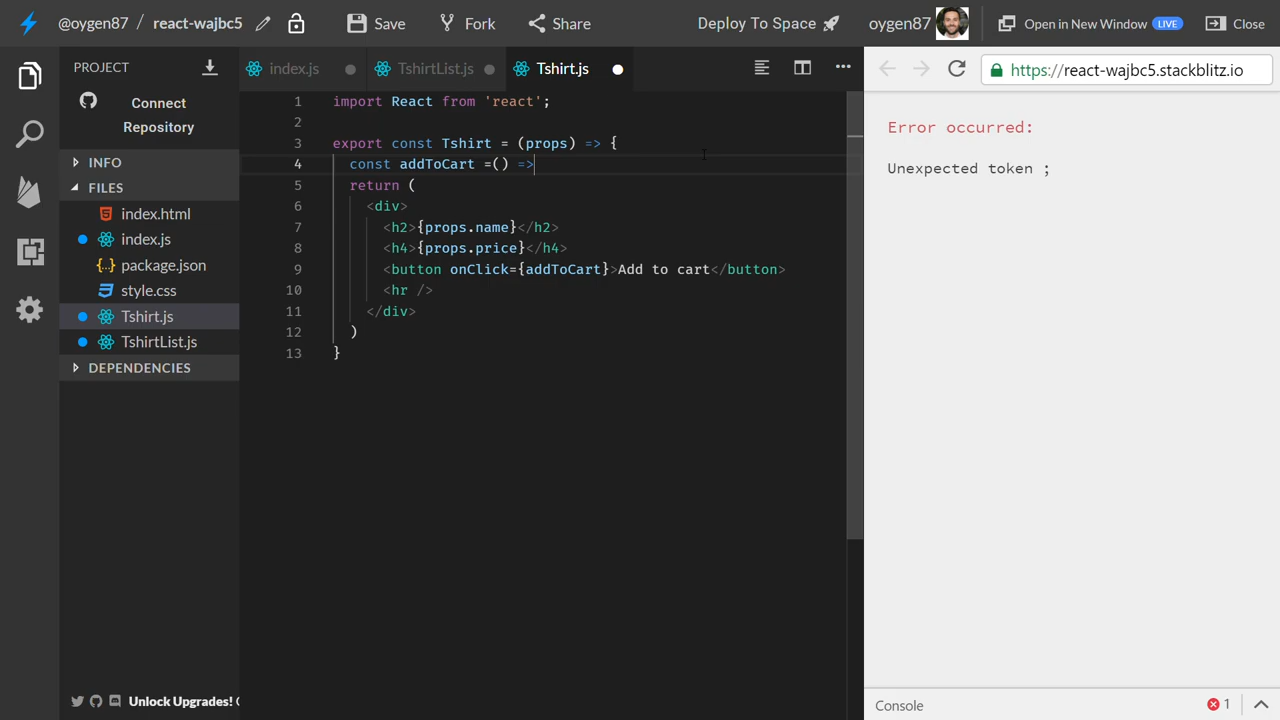 @oygen87 / react-wajbc5 Save Fork Share Deploy To Space oygen87 Open in New Window LIVE Close
PROJECT
Connect
Repository
INFO
FILES
index.html
index.js
{..} package.json
style.css
Tshirt.js
TshirtList.js
DEPENDENCIES
Unlock Upgrades!
index.js TshirtList.js Tshirt.js
1 import React from 'react';
2
3 export const Tshirt = (props) => {
4 const addToCart =() =>
5 return (
6 <div>
7 <h2>{props.name}</h2>
8 <h4>{props.price}</h4>
9 <button onClick={addToCart}>Add to cart</button>
10 <hr />
11 </div>
12 )
13 }
https://react-wajbc5.stackblitz.io
Error occurred:
Unexpected token ;
Console 1